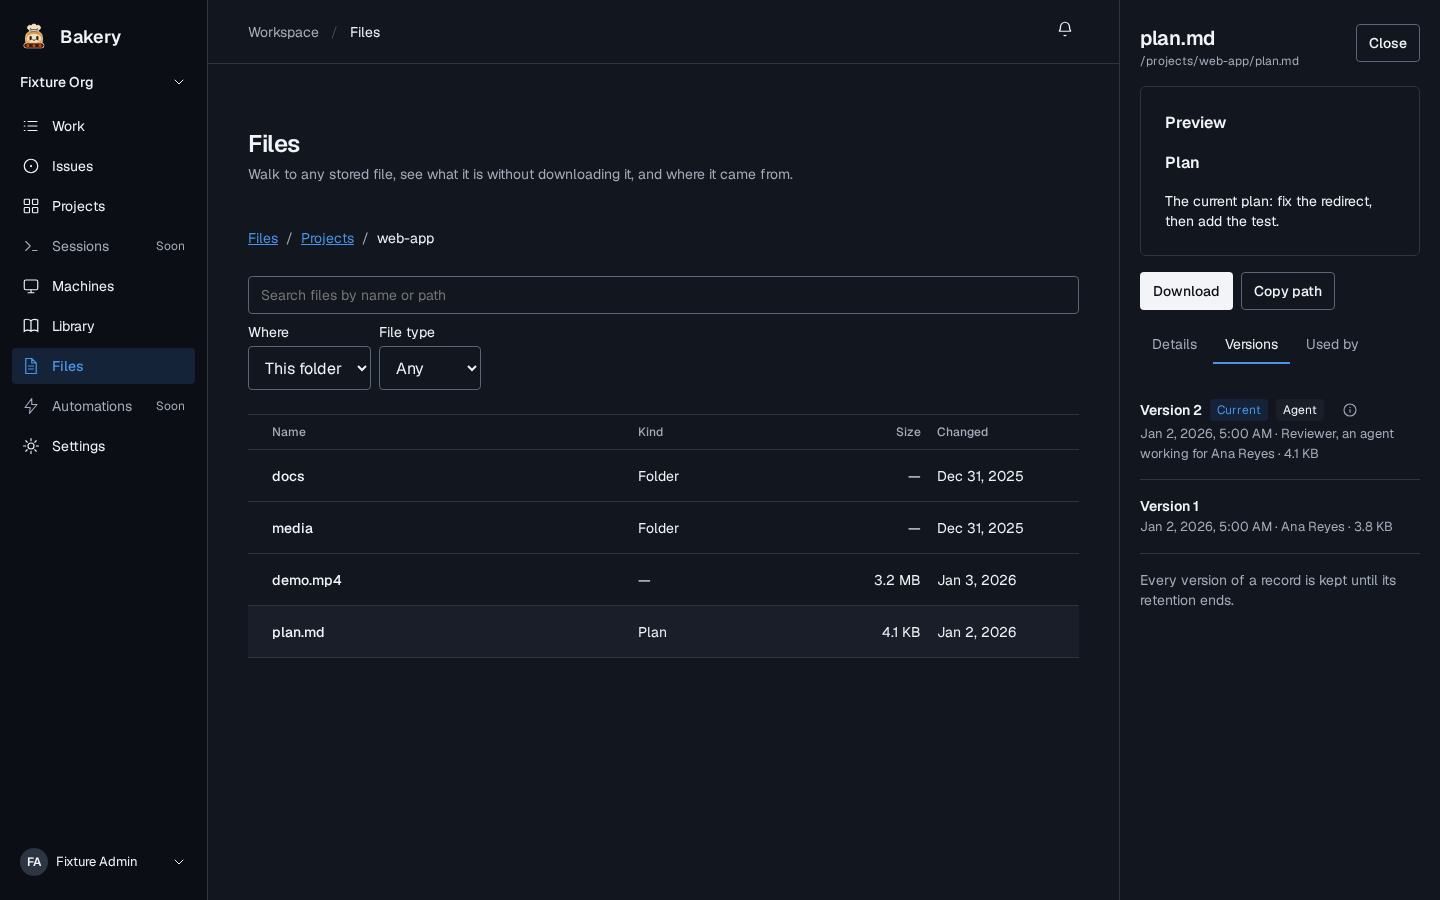 Bakery
Fixture Org
Work
Issues
Projects
Sessions Soon
Machines
Library
Files
Automations Soon
Settings
FA Fixture Admin
Workspace / Files
Files
Walk to any stored file, see what it is without downloading it, and where it came from.
Files / Projects / web-app
Search files by name or path
Where File type
This folder Any
Name Kind Size Changed
docs Folder — Dec 31, 2025
media Folder — Dec 31, 2025
demo.mp4 — 3.2 MB Jan 3, 2026
plan.md Plan 4.1 KB Jan 2, 2026
plan.md
Close
/projects/web-app/plan.md
Preview
Plan
The current plan: fix the redirect,
then add the test.
Download Copy path
Details Versions Used by
Version 2 Current Agent
Jan 2, 2026, 5:00 AM · Reviewer, an agent
working for Ana Reyes · 4.1 KB
Version 1
Jan 2, 2026, 5:00 AM · Ana Reyes · 3.8 KB
Every version of a record is kept until its
retention ends.